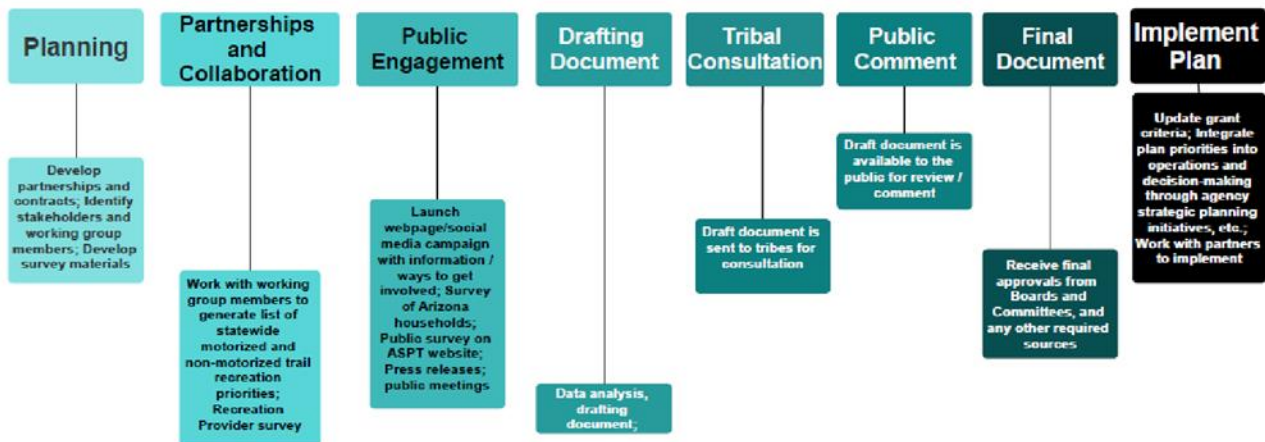 Planning
Develop
partnerships and
contracts; Identify
stakeholders and
working group
members; Develop
survey materials
Partnerships
and
Collaboration
Work with working
group members to
generate list of
statewide
motorized and
non-motorized trail
recreation
priorities;
Recreation
Provider survey
Public
Engagement
Launch
webpage/social
media campaign
with information /
ways to get
involved; Survey
of Arizona
households;
Public survey on
ASPT website;
Press releases;
public meetings
Drafting
Document
Data analysis,
drafting
document;
Tribal
Consultation
Draft document is
sent to tribes for
consultation
Public
Comment
Draft document is
available to the
public for review /
comment
Final
Document
Receive final
approvals from
Boards and
Committees, and
any other required
sources
Implement
Plan
Update grant
criteria; Integrate
plan priorities into
operations and
decision-making
through agency
strategic planning
initiatives, etc.;
Work with partners
to implement